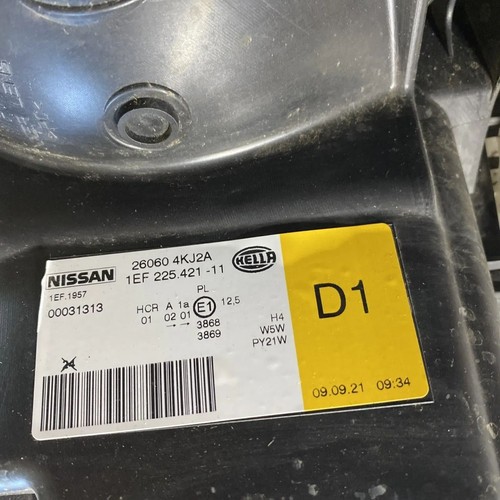 NISSAN
26060 4KJ2A
1EF 225.421 -11
HELLA
1EF.1957
00031313
PL
HCR A 1a E1 12,5
01 02 01
→ → 3868
3869
H4
W5W
PY21W
D1
09.09.21 09:34